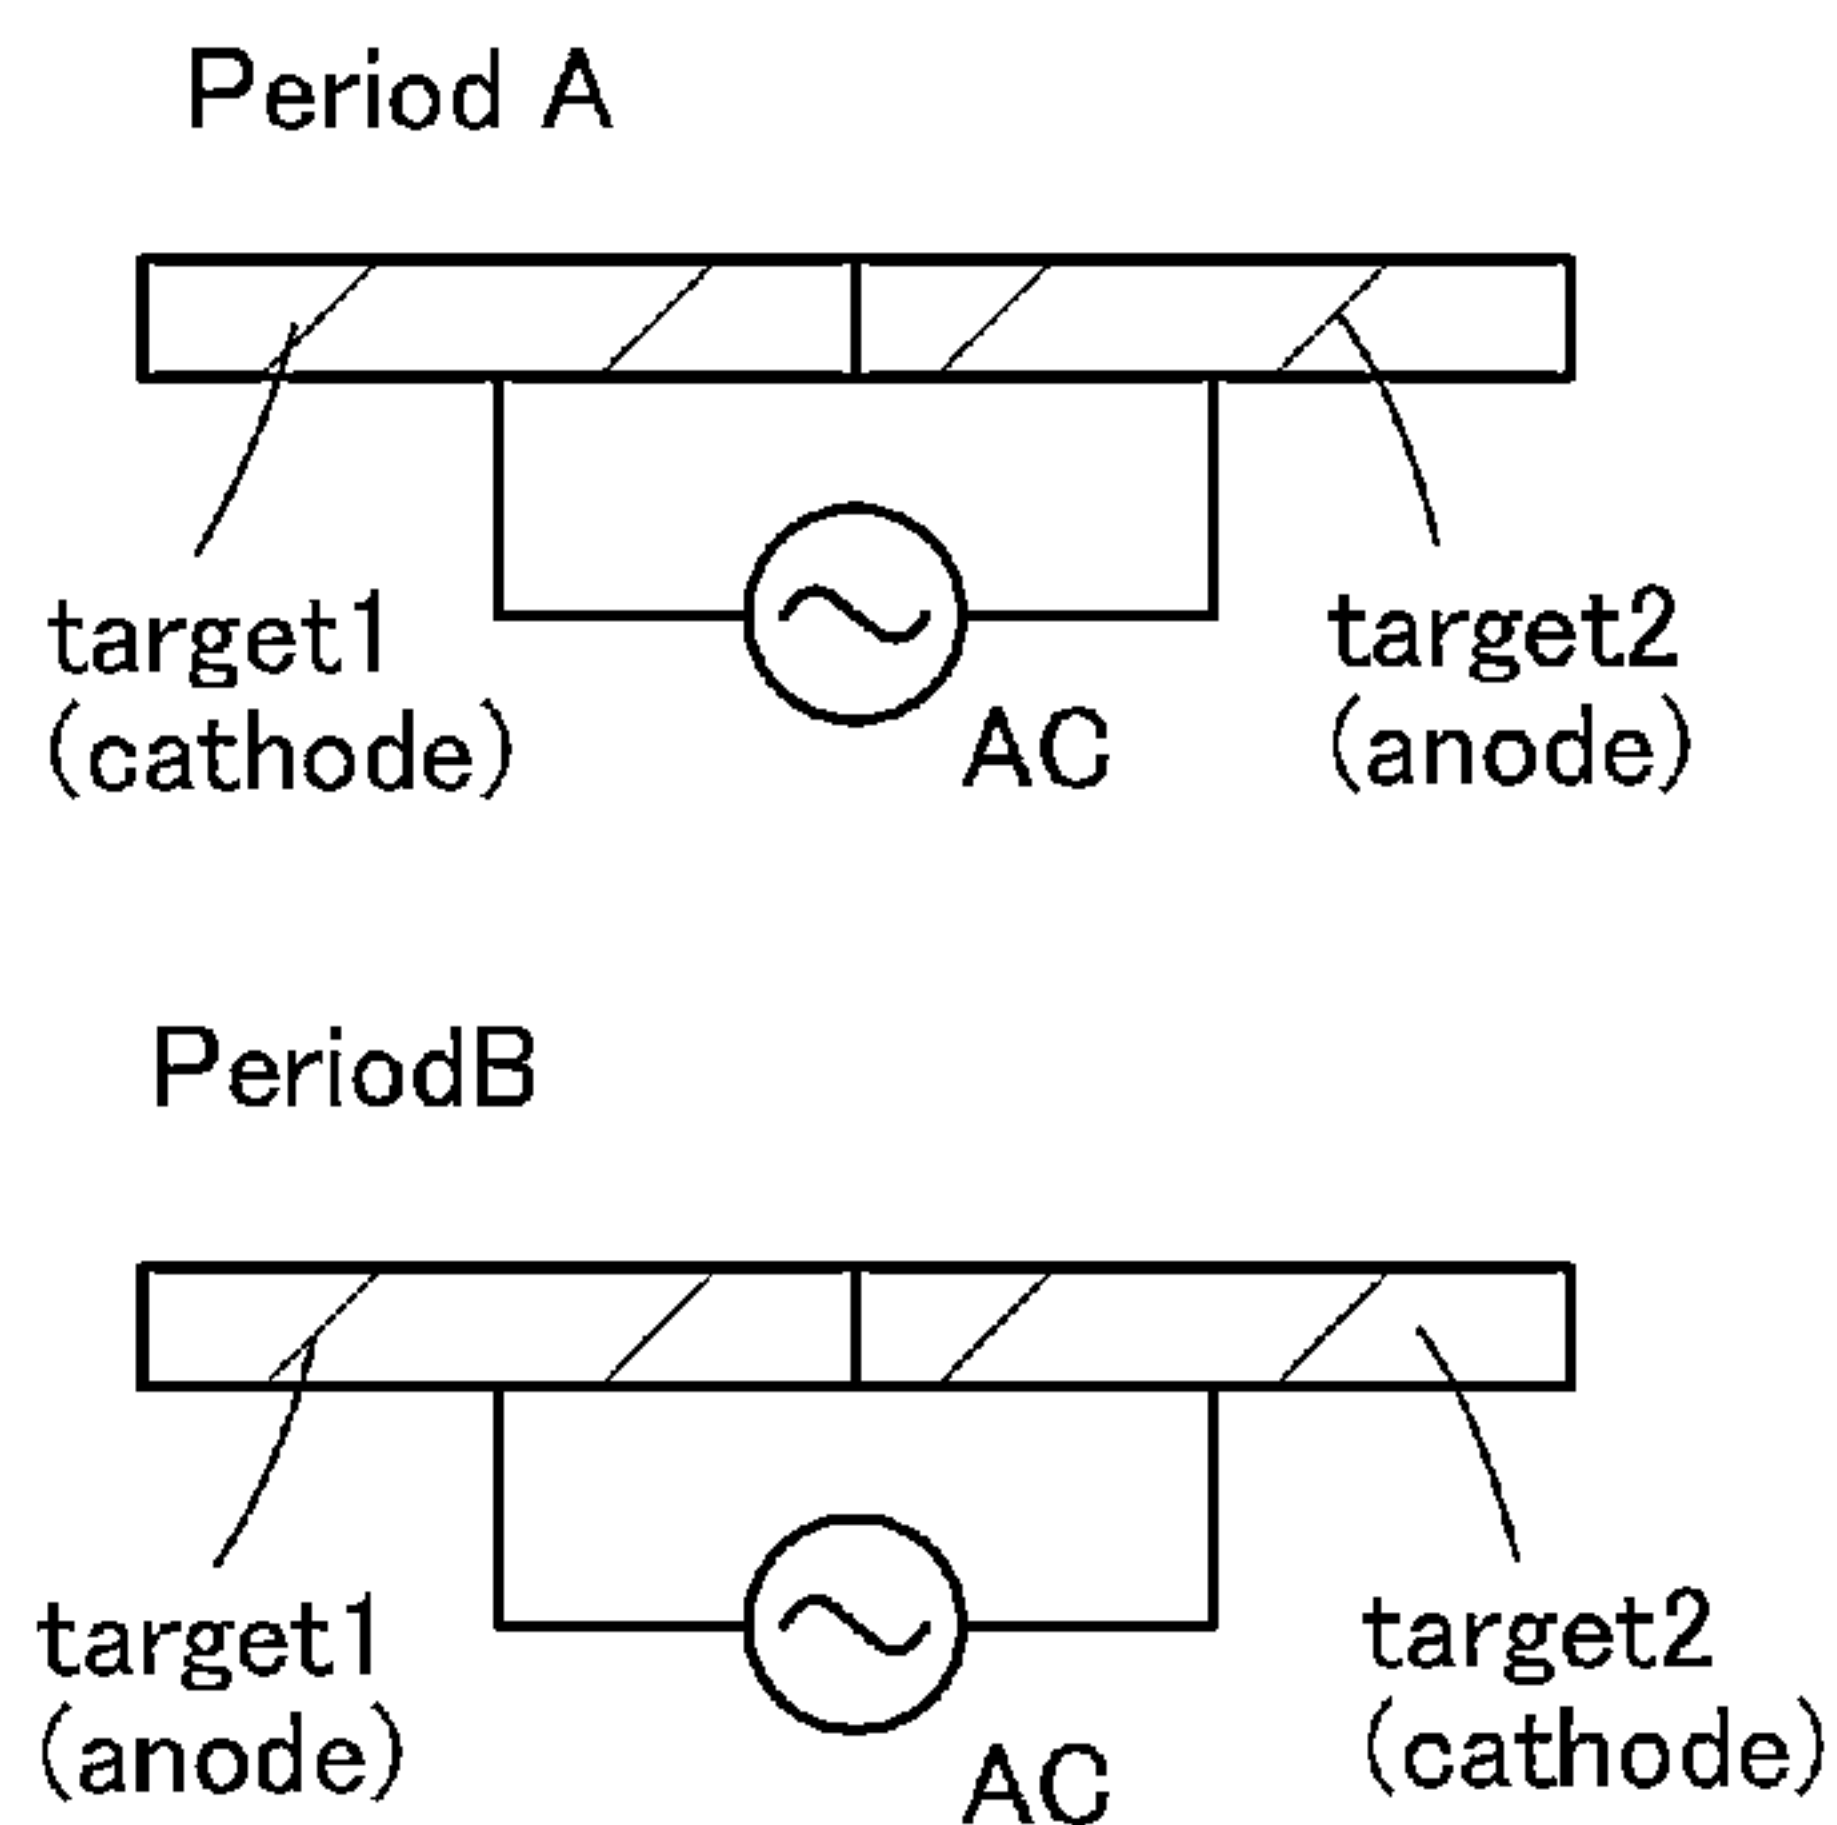 Period A
target1
(cathode)
AC
target2
(anode)
PeriodB
target1
(anode)
AC
target2
(cathode)